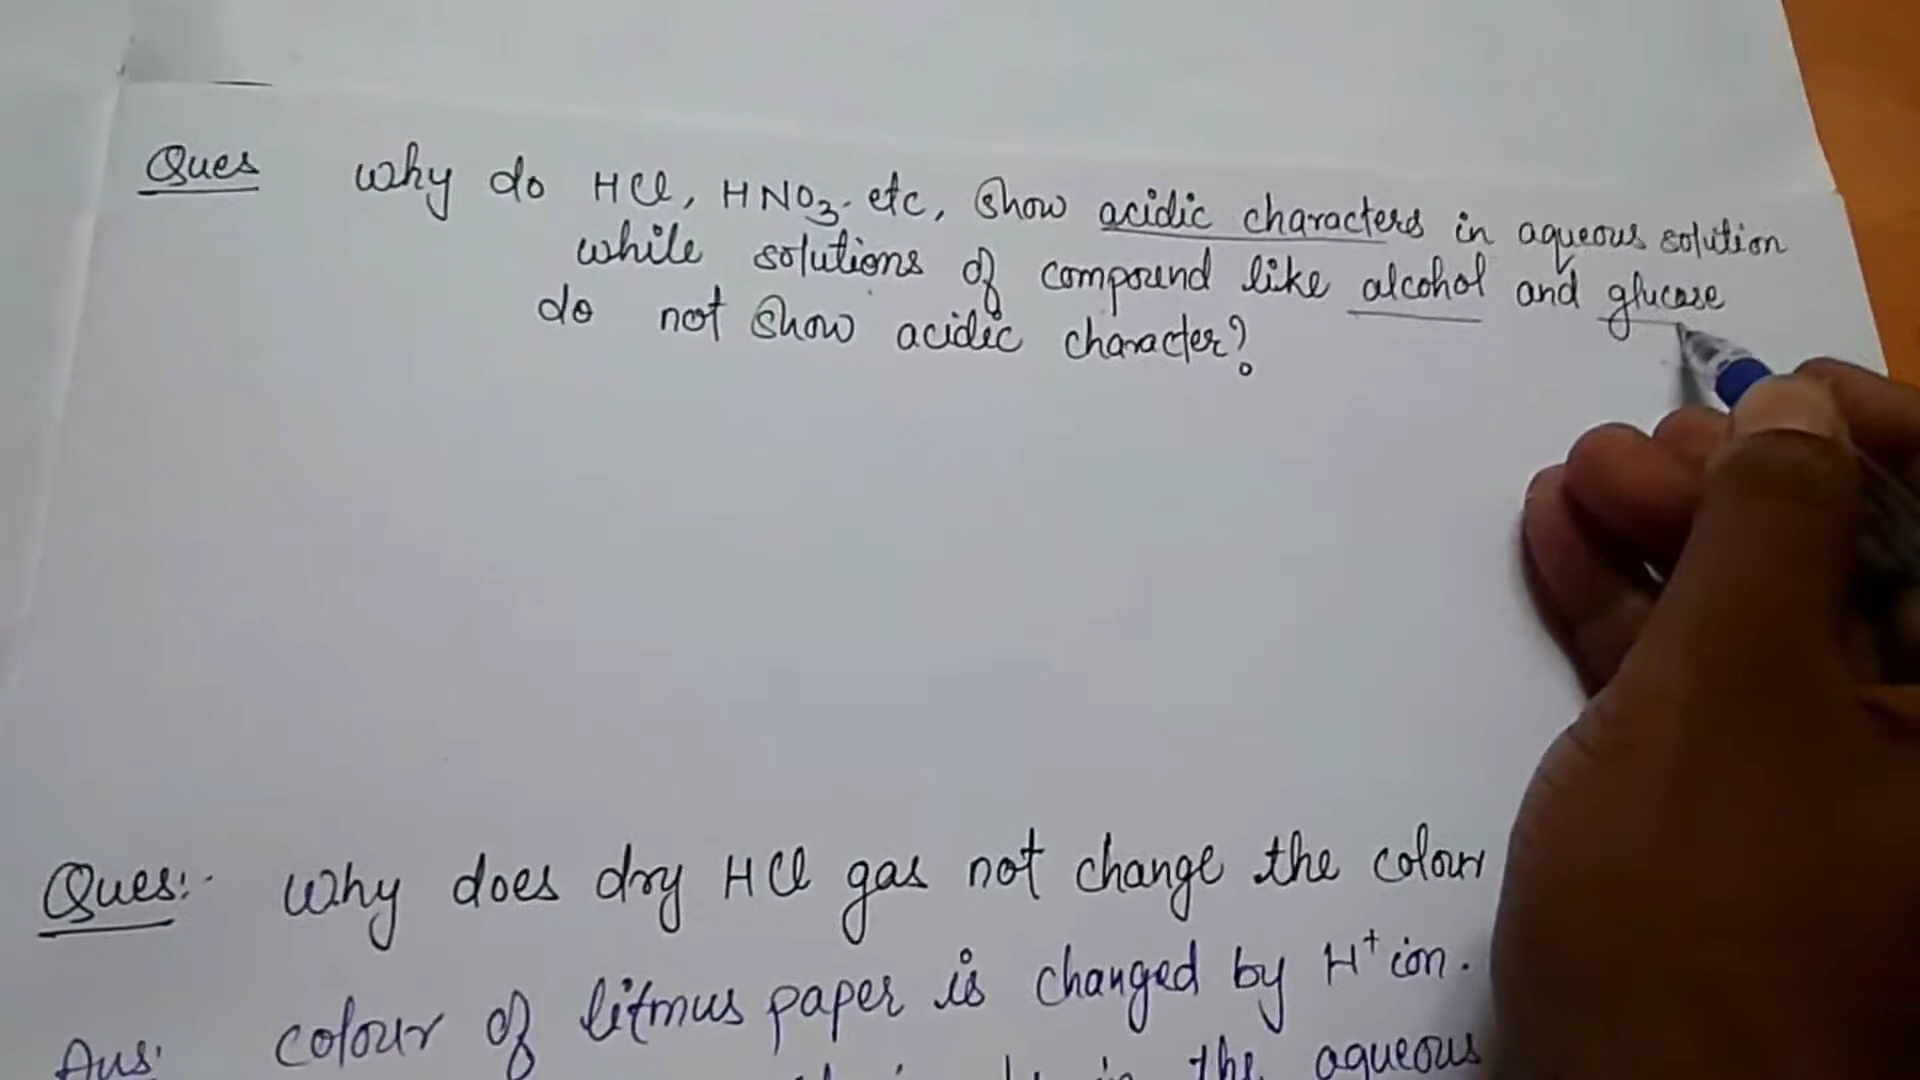 Ques why do HCl, HNO3. etc, show acidic characters in aqueous solution
while solutions of compound like alcohol and glucose
do not show acidic character?
Ques:- why does dry HCl gas not change the colour
Ans: colour of litmus paper is changed by H+ ion.
in the aqueous